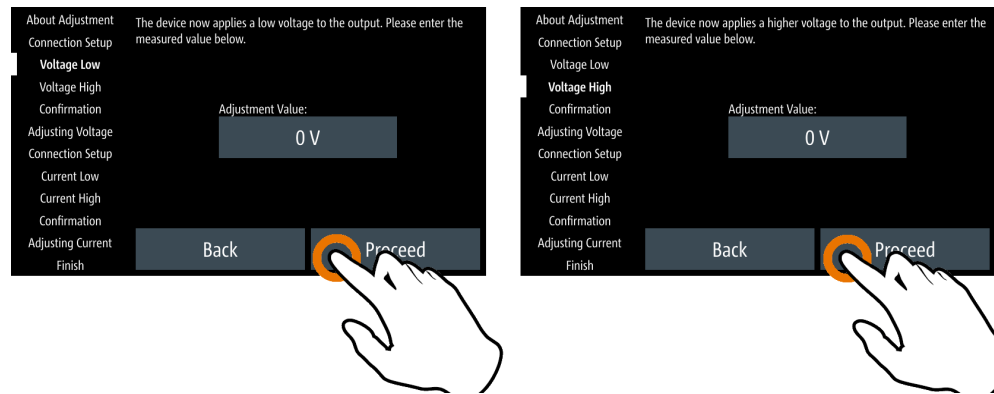 About Adjustment
Connection Setup
Voltage Low
Voltage High
Confirmation
Adjusting Voltage
Connection Setup
Current Low
Current High
Confirmation
Adjusting Current
Finish
The device now applies a low voltage to the output. Please enter the
measured value below.
Adjustment Value:
0 V
Back
Proceed
About Adjustment
Connection Setup
Voltage Low
Voltage High
Confirmation
Adjusting Voltage
Connection Setup
Current Low
Current High
Confirmation
Adjusting Current
Finish
The device now applies a higher voltage to the output. Please enter the
measured value below.
Adjustment Value:
0 V
Back
Proceed